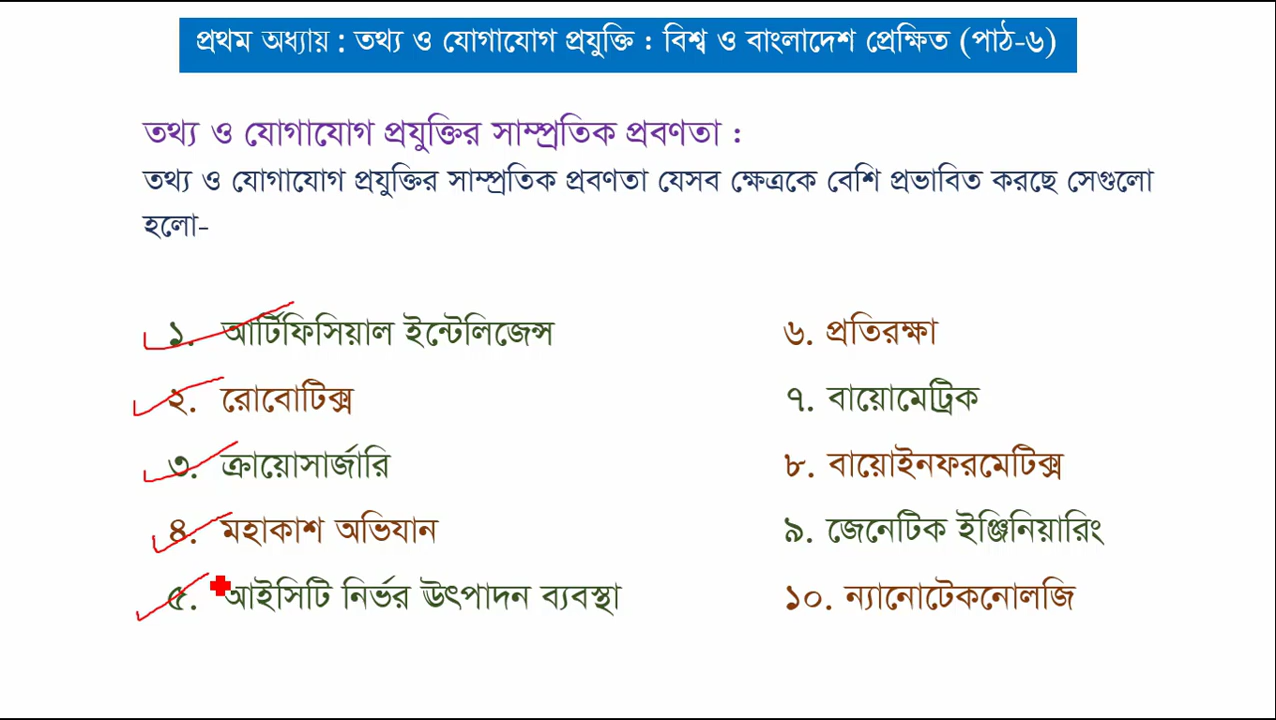 প্রথম অধ্যায় : তথ্য ও যোগাযোগ প্রযুক্তি : বিশ্ব ও বাংলাদেশ প্রেক্ষিত (পাঠ-৬)
তথ্য ও যোগাযোগ প্রযুক্তির সাম্প্রতিক প্রবণতা :
তথ্য ও যোগাযোগ প্রযুক্তির সাম্প্রতিক প্রবণতা যেসব ক্ষেত্রকে বেশি প্রভাবিত করছে সেগুলো
হলো-
১. আর্টিফিসিয়াল ইন্টেলিজেন্স
২. রোবোটিক্স
৩. ক্রায়োসার্জারি
৪. মহাকাশ অভিযান
৫. আইসিটি নির্ভর উৎপাদন ব্যবস্থা
৬. প্রতিরক্ষা
৭. বায়োমেট্রিক
৮. বায়োইনফরমেটিক্স
৯. জেনেটিক ইঞ্জিনিয়ারিং
১০. ন্যানোটেকনোলজি